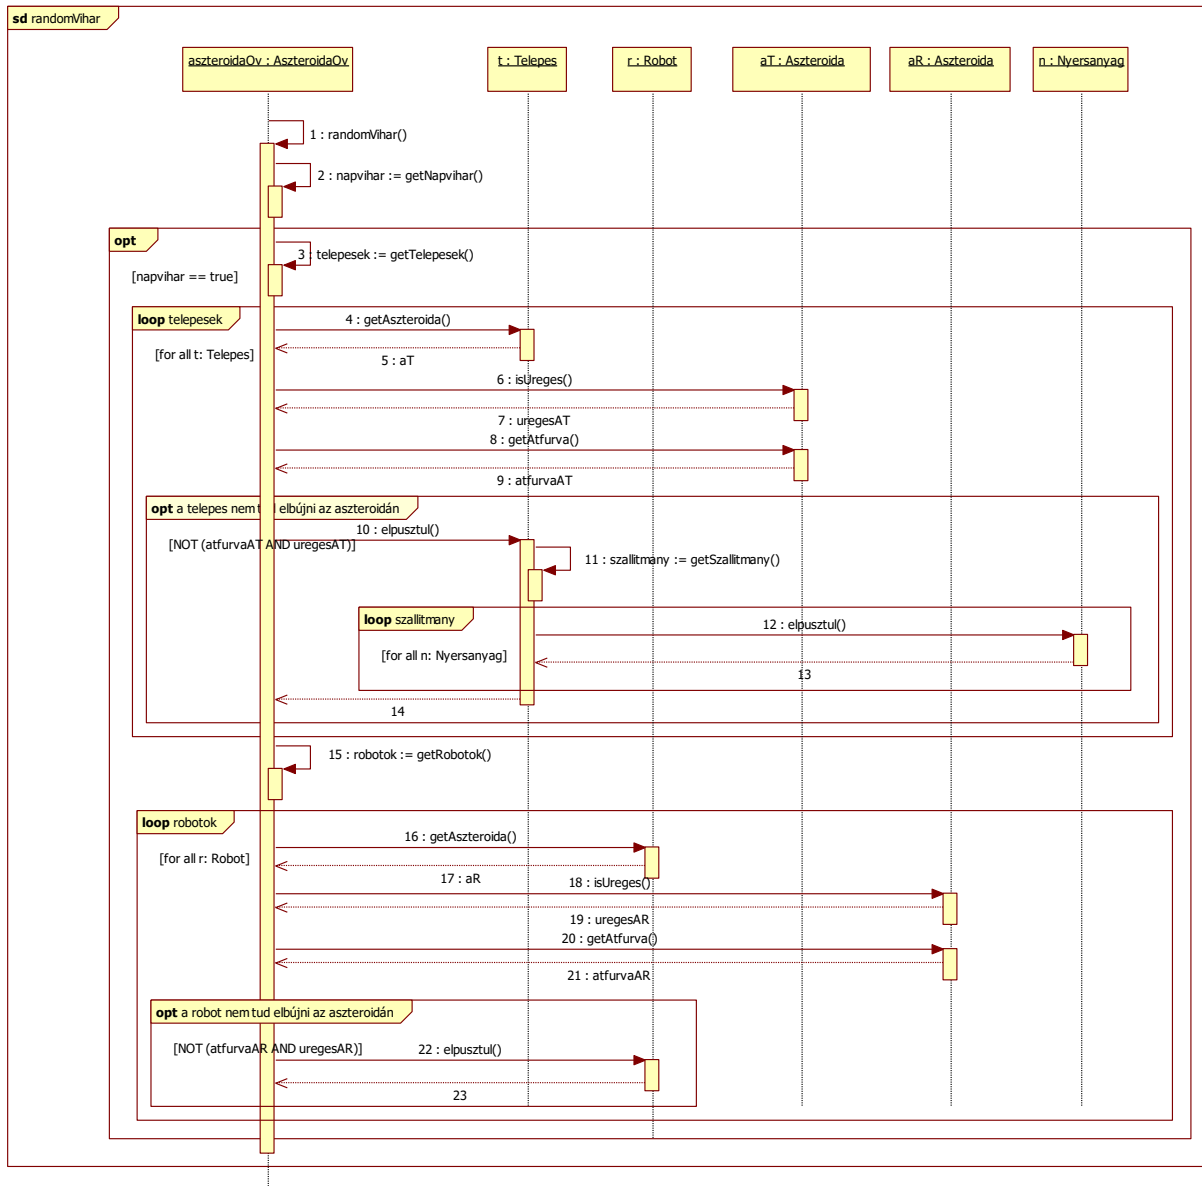 sd randomVihar
aszteroidaOv : AszteroidaOv
t : Telepes
r : Robot
aT : Aszteroida
aR : Aszteroida
n : Nyersanyag
1 : randomVihar()
2 : napvihar := getNapvihar()
opt
3 : telepesek := getTelepesek()
[napvihar == true]
loop telepesek
4 : getAszteroida()
[for all t: Telepes]
5 : aT
6 : isUreges()
7 : uregesAT
8 : getAtfurva()
9 : atfurvaAT
opt a telepes nem tud elbújni az aszteroidán
10 : elpusztul()
[NOT (atfurvaAT AND uregesAT)]
11 : szallitmany := getSzallitmany()
loop szallitmany
12 : elpusztul()
[for all n: Nyersanyag]
13
14
15 : robotok := getRobotok()
loop robotok
16 : getAszteroida()
[for all r: Robot]
17 : aR
18 : isUreges()
19 : uregesAR
20 : getAtfurva()
21 : atfurvaAR
opt a robot nem tud elbújni az aszteroidán
[NOT (atfurvaAR AND uregesAR)]
22 : elpusztul()
23